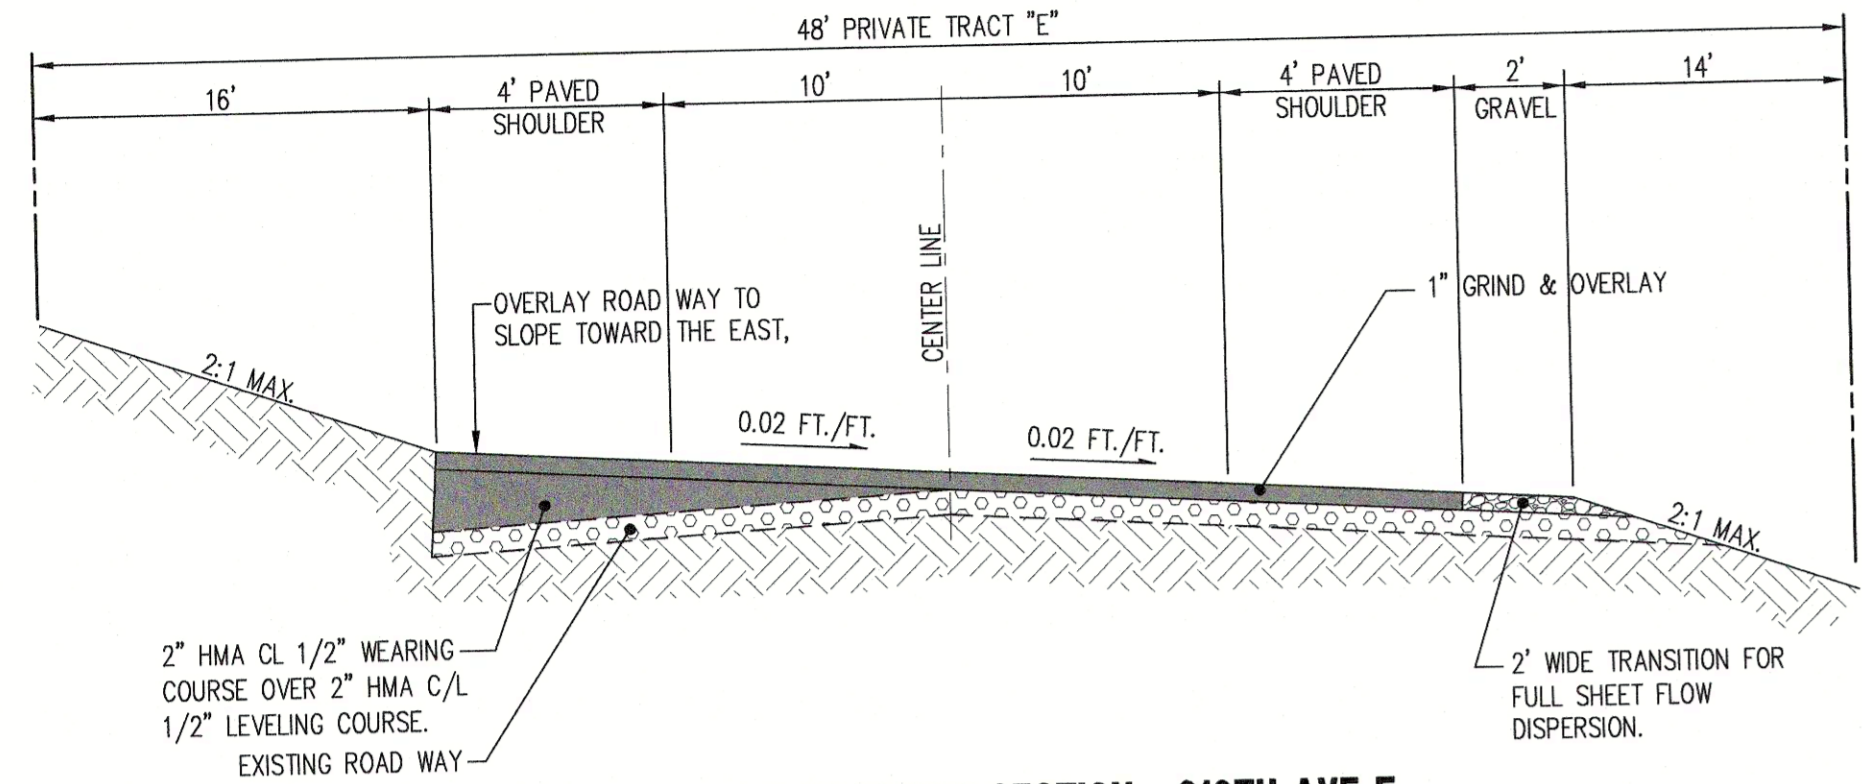 48' PRIVATE TRACT "E"
16'
4' PAVED
SHOULDER
10'
10'
4' PAVED
SHOULDER
2'
GRAVEL
14'
OVERLAY ROAD WAY TO
SLOPE TOWARD THE EAST,
CENTER LINE
1" GRIND & OVERLAY
2:1 MAX.
0.02 FT./FT.
0.02 FT./FT.
2:1 MAX.
2" HMA CL 1/2" WEARING
COURSE OVER 2" HMA C/L
1/2" LEVELING COURSE.
EXISTING ROAD WAY
2' WIDE TRANSITION FOR
FULL SHEET FLOW
DISPERSION.